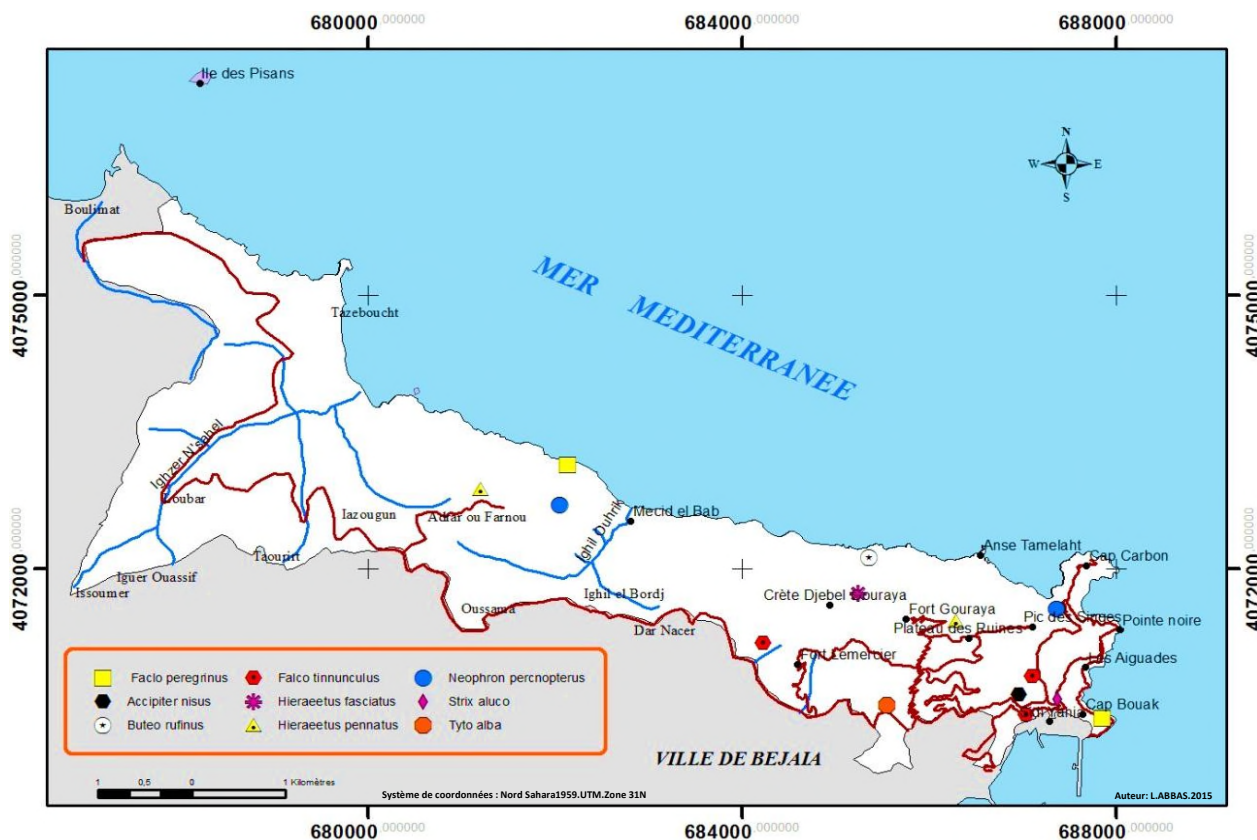 680000,000000 684000,000000 688000,000000
Ile des Pisans
N
W E
S
Boulimat
4075000,000000 4075000,000000
MER MEDITERRANEE
Tazeboucht
Ighzer N'sahel
Loubar
Iazougun
Adrar ou Farnou
Ighil Ouhrik
Mecid el Bab
Taourirt
Anse Tamelaht
Cap Carbon
4072000,000000 4072000,000000
Iguer Ouassif
Issoumer
Ighil el Bordj
Crète Djebel Gouraya
Oussama
Fort Gouraya
Dar Nacer
Plateau des Ruines
Pic des Singes
Pointe noire
Fort Lemercier
Les Aiguades
Cap Bouak
Sidi Yahia
Faclo peregrinus Falco tinnunculus Neophron percnopterus
Accipiter nisus Hieraeetus fasciatus Strix aluco
Buteo rufinus Hieraeetus pennatus Tyto alba
VILLE DE BEJAIA
1 0,5 0 1 Kilomètres
Système de coordonnées : Nord Sahara1959.UTM.Zone 31N
Auteur: L.ABBAS.2015
680000,000000 684000,000000 688000,000000